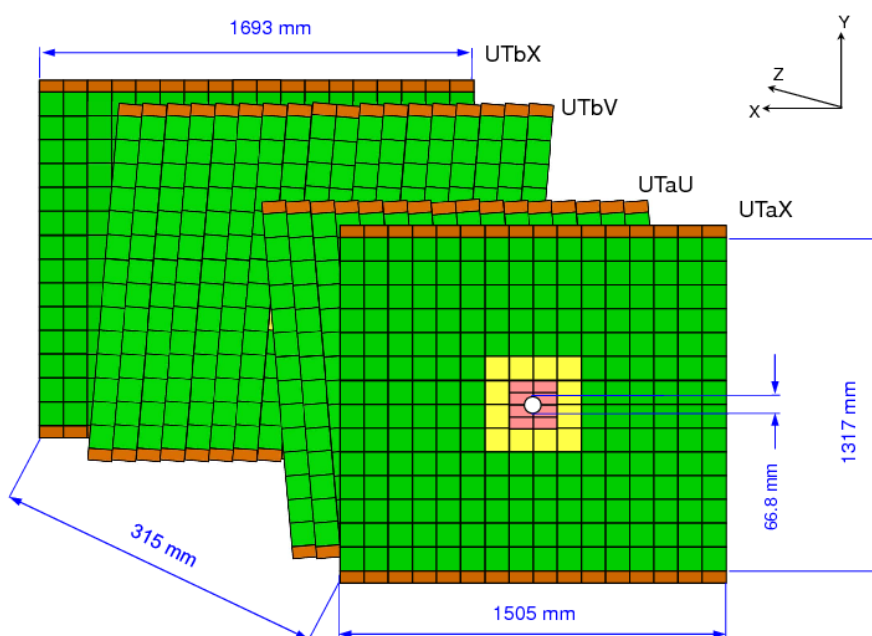 1693 mm
UTbX
Y
Z
X
UTbV
UTaU
UTaX
66.8 mm
1317 mm
315 mm
1505 mm